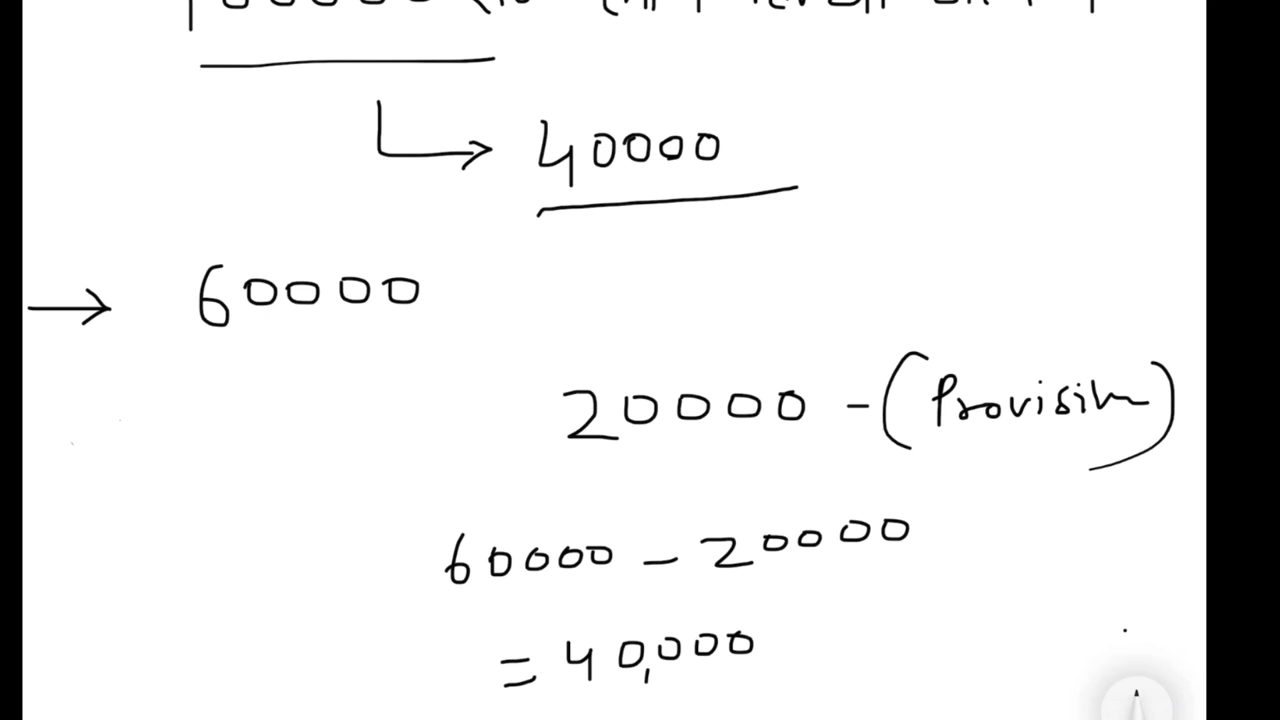 → 40000
→ 60000
20000 - (Provision)
60000 - 20000
= 40,000